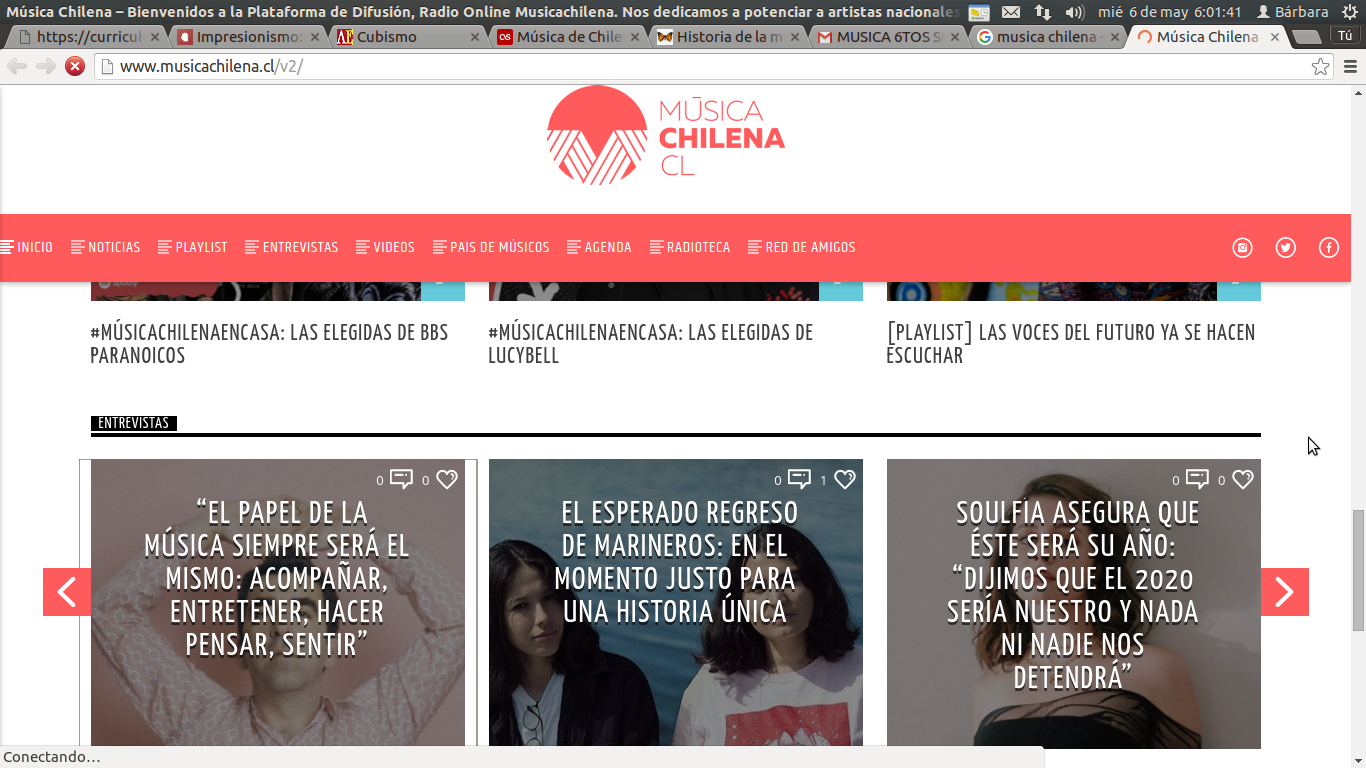 Música Chilena – Bienvenidos a la Plataforma de Difusión, Radio Online Musicachilena. Nos dedicamos a potenciar a artistas nacionales
mié 6 de may 6:01:41 Bárbara
https://curricul
Impresionismo:
Cubismo
Música de Chile
Historia de la m
MUSICA 6TOS S
musica chilena
Música Chilena
Tú
www.musicachilena.cl/v2/
MÚSICA
CHILENA
CL
INICIO NOTICIAS PLAYLIST ENTREVISTAS VIDEOS PAIS DE MÚSICOS AGENDA RADIOTECA RED DE AMIGOS
#MÚSICACHILENAENCASA: LAS ELEGIDAS DE BBS
PARANOICOS
#MÚSICACHILENAENCASA: LAS ELEGIDAS DE
LUCYBELL
[PLAYLIST] LAS VOCES DEL FUTURO YA SE HACEN
ESCUCHAR
ENTREVISTAS
0 0
“EL PAPEL DE LA
MÚSICA SIEMPRE SERÁ EL
MISMO: ACOMPAÑAR,
ENTRETENER, HACER
PENSAR, SENTIR”
0 1
EL ESPERADO REGRESO
DE MARINEROS: EN EL
MOMENTO JUSTO PARA
UNA HISTORIA ÚNICA
0 0
SOULFÍA ASEGURA QUE
ÉSTE SERÁ SU AÑO:
“DIJIMOS QUE EL 2020
SERÍA NUESTRO Y NADA
NI NADIE NOS
DETENDRÁ”
Conectando…